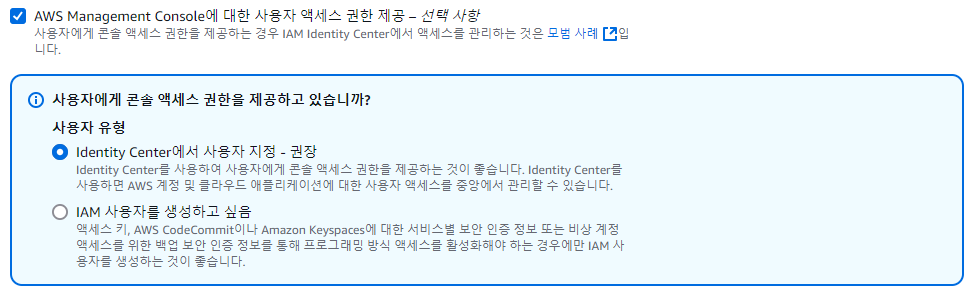 AWS Management Console에 대한 사용자 액세스 권한 제공 – 선택 사항
사용자에게 콘솔 액세스 권한을 제공하는 경우 IAM Identity Center에서 액세스를 관리하는 것은 모범 사례입
니다.
사용자에게 콘솔 액세스 권한을 제공하고 있습니까?
사용자 유형
Identity Center에서 사용자 지정 - 권장
Identity Center를 사용하여 사용자에게 콘솔 액세스 권한을 제공하는 것이 좋습니다. Identity Center를
사용하면 AWS 계정 및 클라우드 애플리케이션에 대한 사용자 액세스를 중앙에서 관리할 수 있습니다.
IAM 사용자를 생성하고 싶음
액세스 키, AWS CodeCommit이나 Amazon Keyspaces에 대한 서비스별 보안 인증 정보 또는 비상 계정
액세스를 위한 백업 보안 인증 정보를 통해 프로그래밍 방식 액세스를 활성화해야 하는 경우에만 IAM 사
용자를 생성하는 것이 좋습니다.